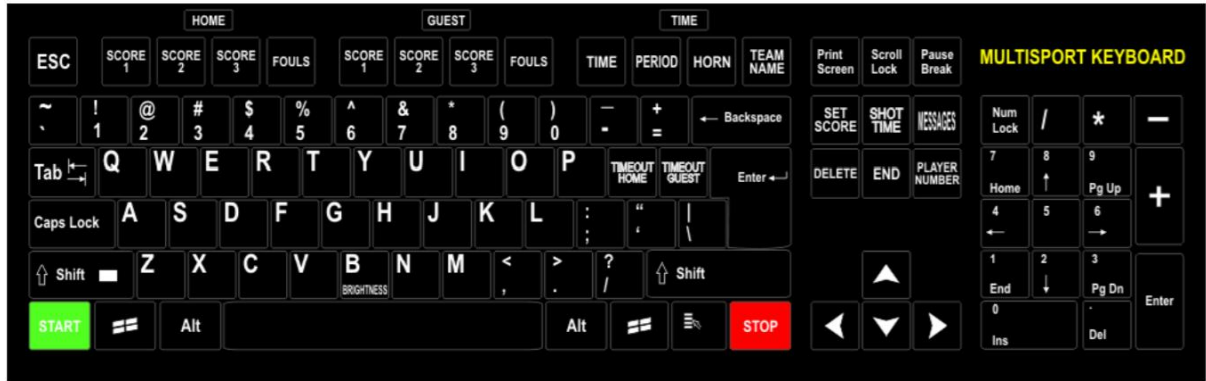 HOME GUEST TIME
ESC SCORE 1 SCORE 2 SCORE 3 FOULS SCORE 1 SCORE 2 SCORE 3 FOULS TIME PERIOD HORN TEAM NAME Print Screen Scroll Lock Pause Break MULTISPORT KEYBOARD
~ ! @ # $ % ^ & * ( ) — +
` 1 2 3 4 5 6 7 8 9 0 - = ← Backspace SET SCORE SHOT TIME MESSAGES Num Lock / * −
Tab Q W E R T Y U I O P TIMEOUT HOME TIMEOUT GUEST Enter ↵ DELETE END PLAYER NUMBER 7 Home 8 ↑ 9 Pg Up +
Caps Lock A S D F G H J K L : ; “ ‘ | \ 4 ← 5 6 →
⇧ Shift Z X C V B BRIGHTNESS N M < , > . ? / ⇧ Shift 1 End 2 ↓ 3 Pg Dn Enter
START Alt Alt STOP 0 Ins . Del